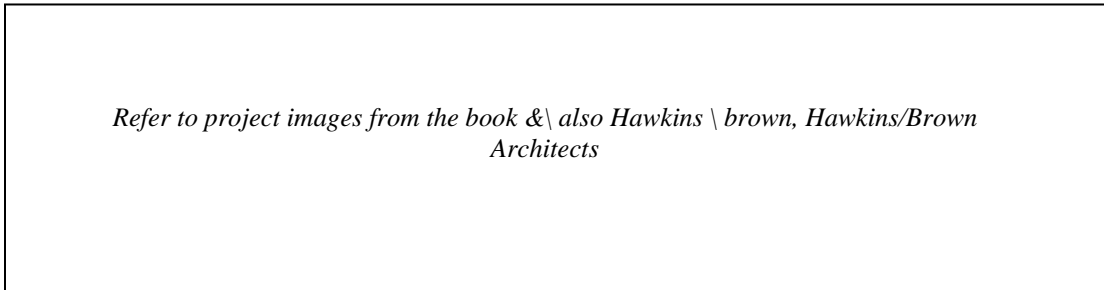 Refer to project images from the book &\ also Hawkins \ brown, Hawkins/Brown
Architects